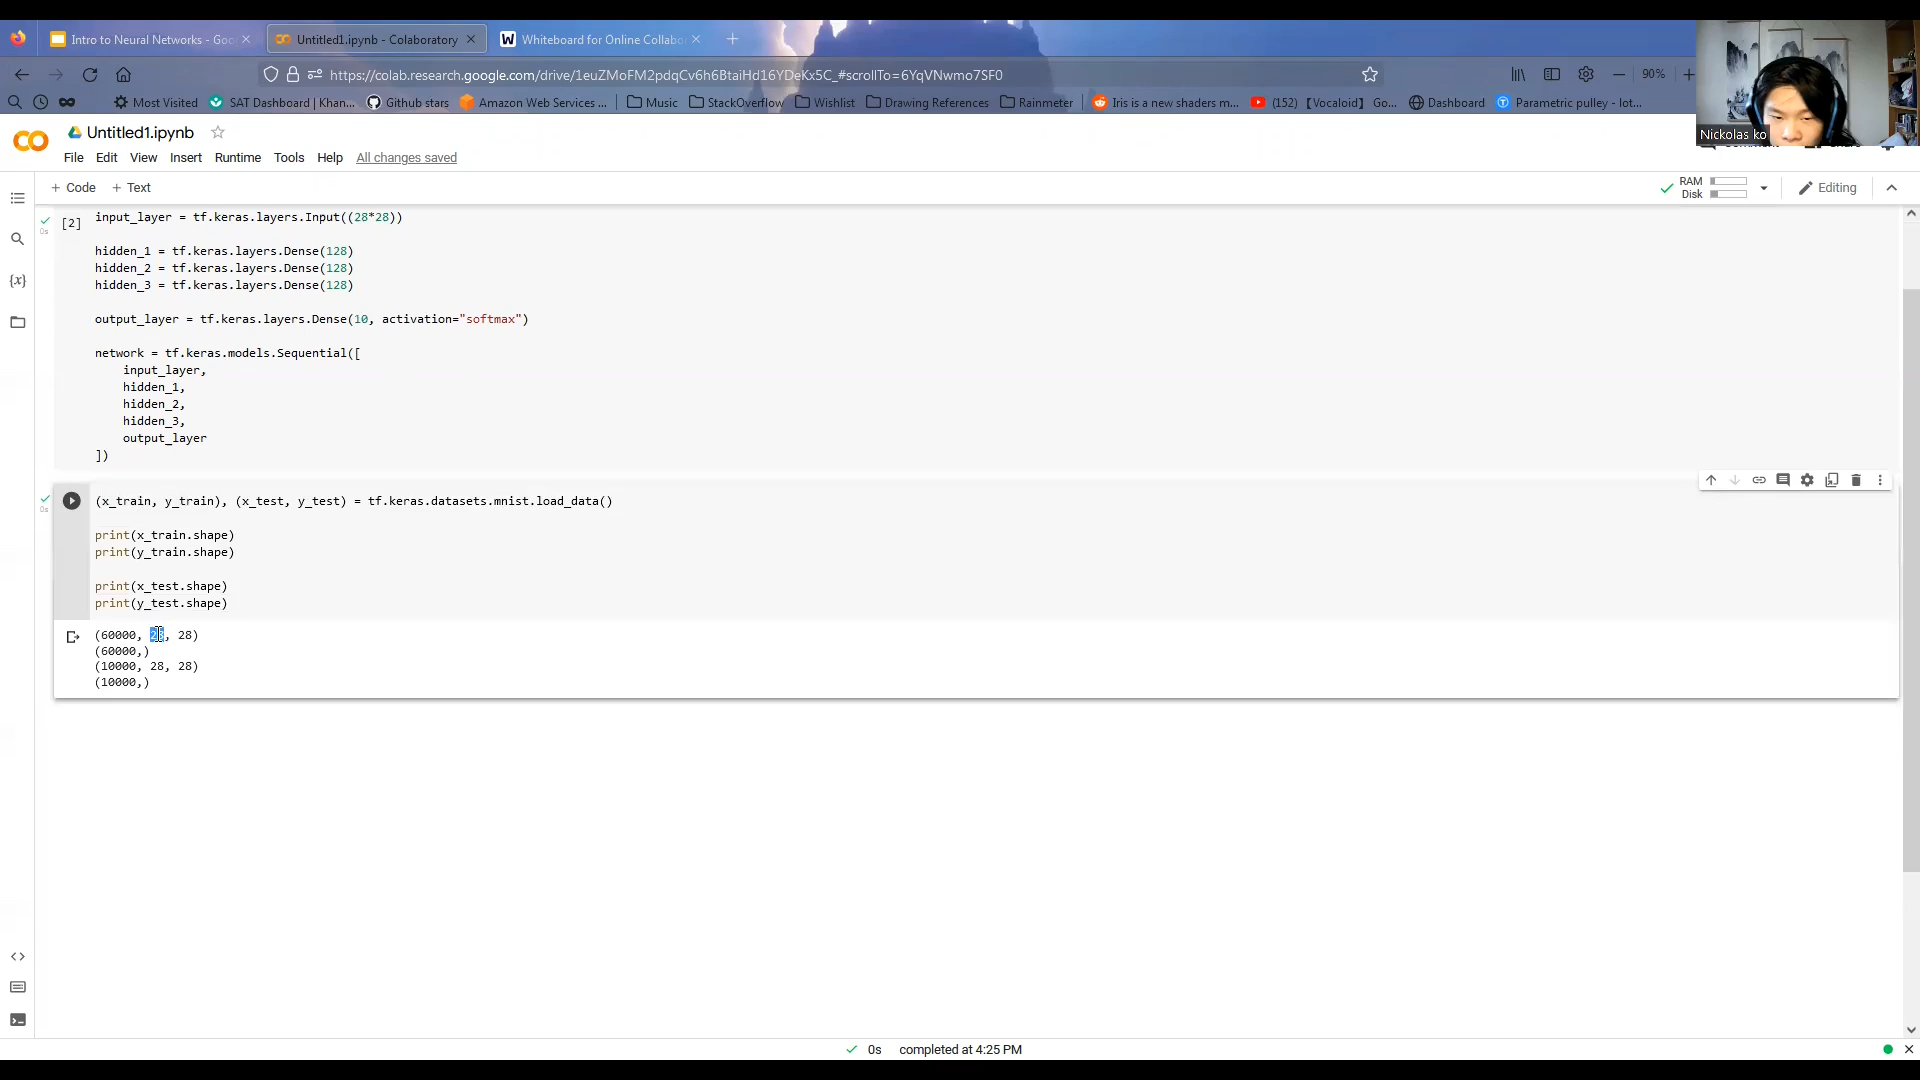 Intro to Neural Networks - Goo
Untitled1.ipynb - Colaboratory
Whiteboard for Online Collabo
https://colab.research.google.com/drive/1euZMoFM2pdqCv6h6BtaiHd16YDeKx5C_#scrollTo=6YqVNwmo7SF0
90%
Most Visited
SAT Dashboard | Khan...
Github stars
Amazon Web Services ...
Music
StackOverflow
Wishlist
Drawing References
Rainmeter
Iris is a new shaders m...
(152) 【Vocaloid】 Go...
Dashboard
Parametric pulley - lot...
Nickolas ko
Untitled1.ipynb
File Edit View Insert Runtime Tools Help All changes saved
+ Code + Text
RAM
Disk
Editing
[2]
0s
input_layer = tf.keras.layers.Input((28*28))
hidden_1 = tf.keras.layers.Dense(128)
hidden_2 = tf.keras.layers.Dense(128)
hidden_3 = tf.keras.layers.Dense(128)
output_layer = tf.keras.layers.Dense(10, activation="softmax")
network = tf.keras.models.Sequential([
input_layer,
hidden_1,
hidden_2,
hidden_3,
output_layer
])
0s
(x_train, y_train), (x_test, y_test) = tf.keras.datasets.mnist.load_data()
print(x_train.shape)
print(y_train.shape)
print(x_test.shape)
print(y_test.shape)
(60000, 28, 28)
(60000,)
(10000, 28, 28)
(10000,)
0s completed at 4:25 PM